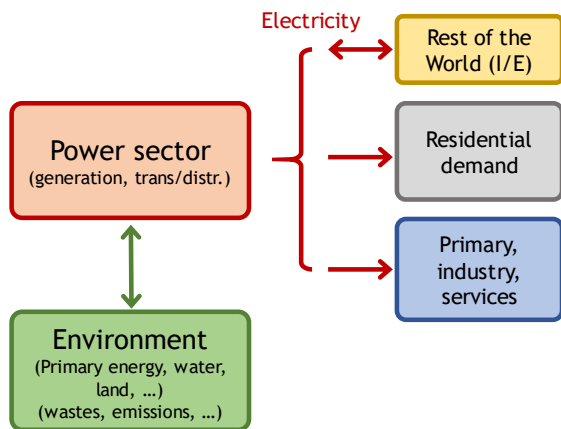 Electricity
Rest of the
World (I/E)
Power sector
(generation, trans/distr.)
Residential
demand
Primary,
industry,
services
Environment
(Primary energy, water,
land, …)
(wastes, emissions, …)